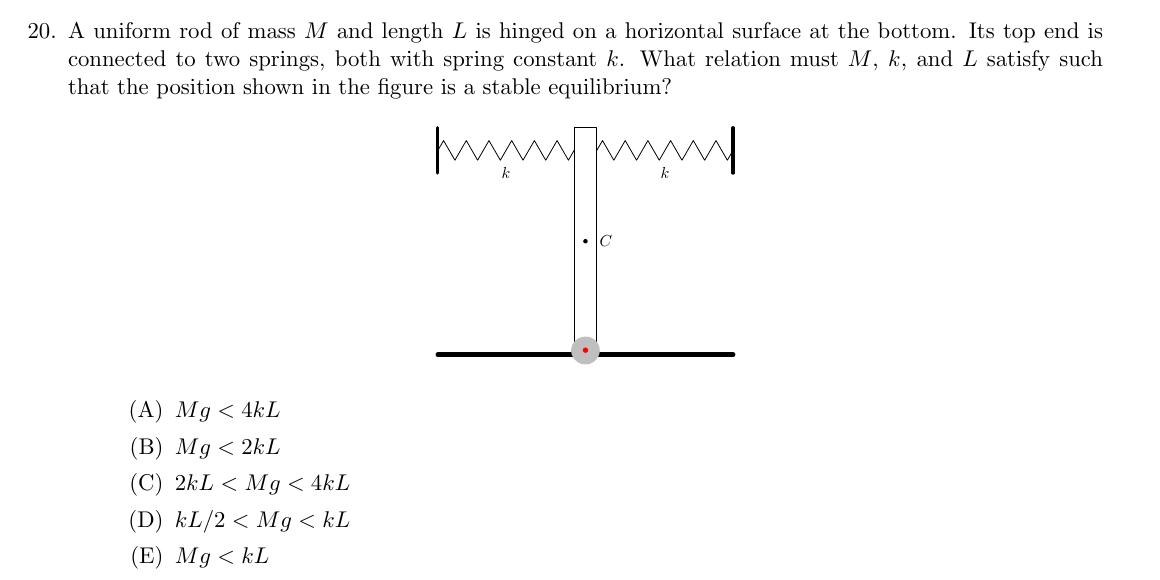 20. A uniform rod of mass M and length L is hinged on a horizontal surface at the bottom. Its top end is
connected to two springs, both with spring constant k. What relation must M, k, and L satisfy such
that the position shown in the figure is a stable equilibrium?
k k
C
(A) Mg < 4kL
(B) Mg < 2kL
(C) 2kL < Mg < 4kL
(D) kL/2 < Mg < kL
(E) Mg < kL